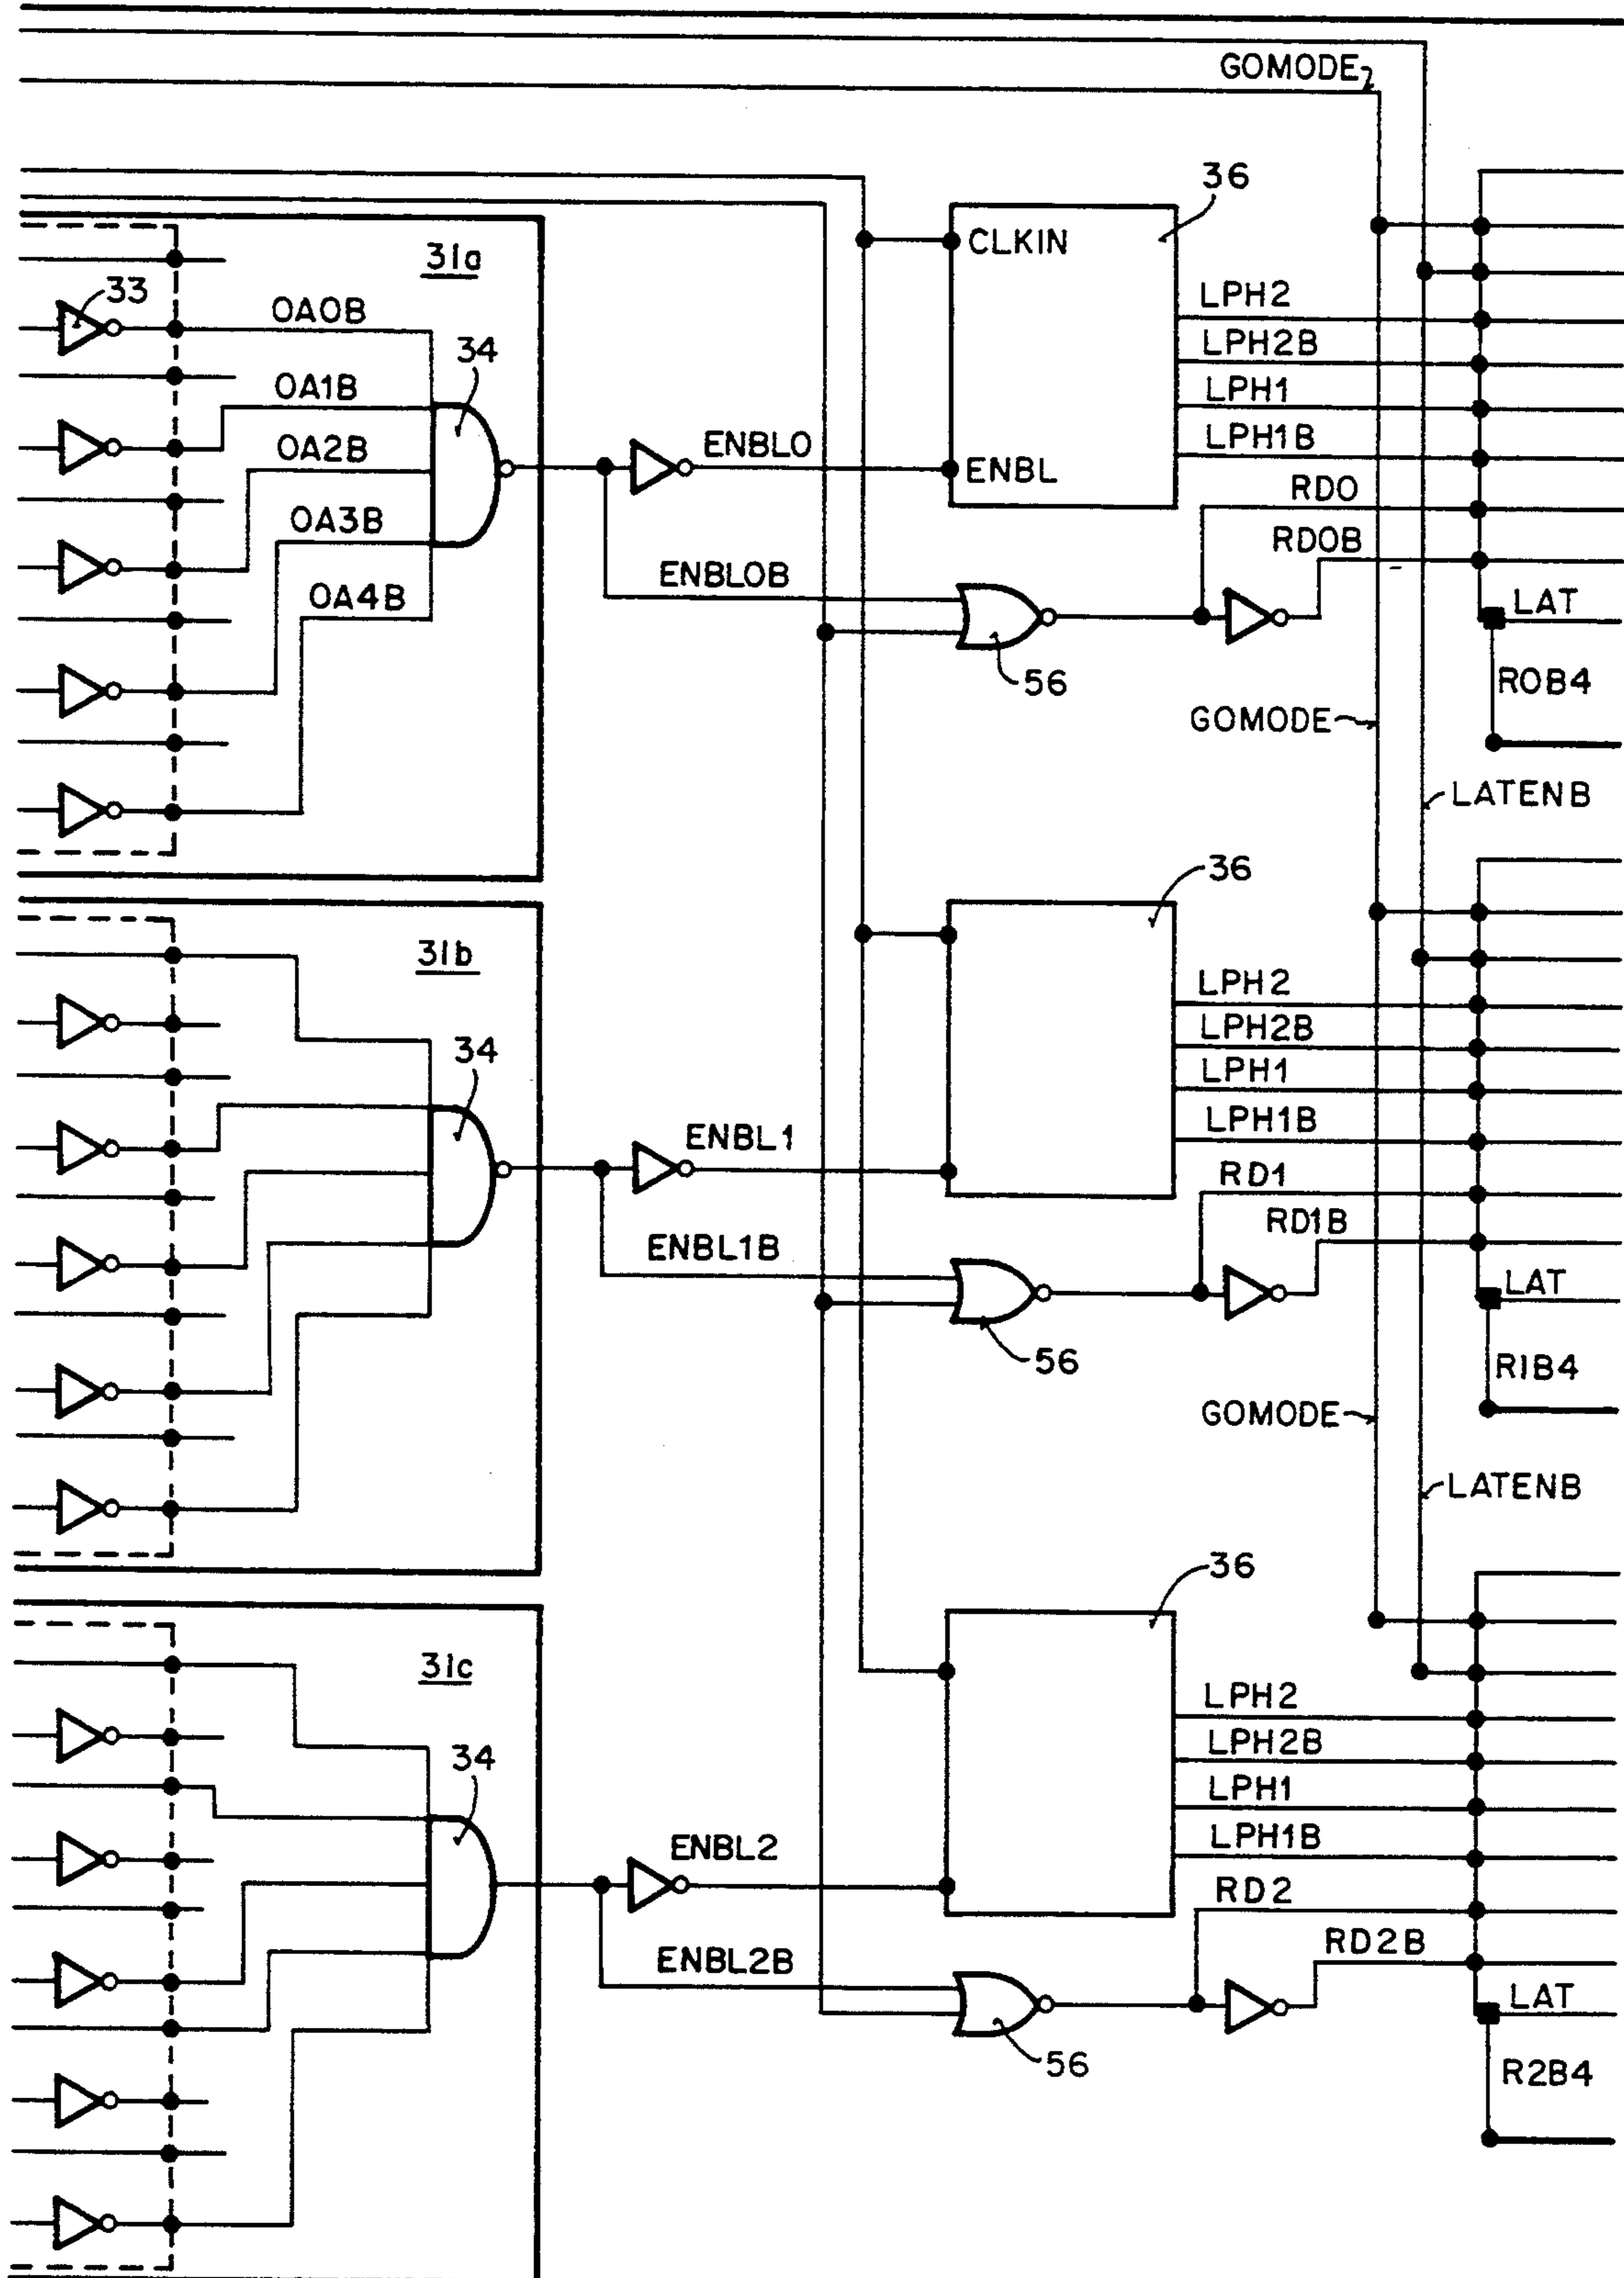 GOMODE
36
CLKIN
31a
33
OA0B
LPH2
34
LPH2B
OA1B
LPH1
OA2B
ENBL0
LPH1B
ENBL
RD0
OA3B
RD0B
ENBL0B
OA4B
LAT
56
R0B4
GOMODE
LATENB
36
31b
LPH2
LPH2B
34
LPH1
LPH1B
ENBL1
RD1
RD1B
ENBL1B
LAT
56
R1B4
GOMODE
LATENB
36
31c
LPH2
LPH2B
34
LPH1
LPH1B
ENBL2
RD2
RD2B
ENBL2B
LAT
56
R2B4